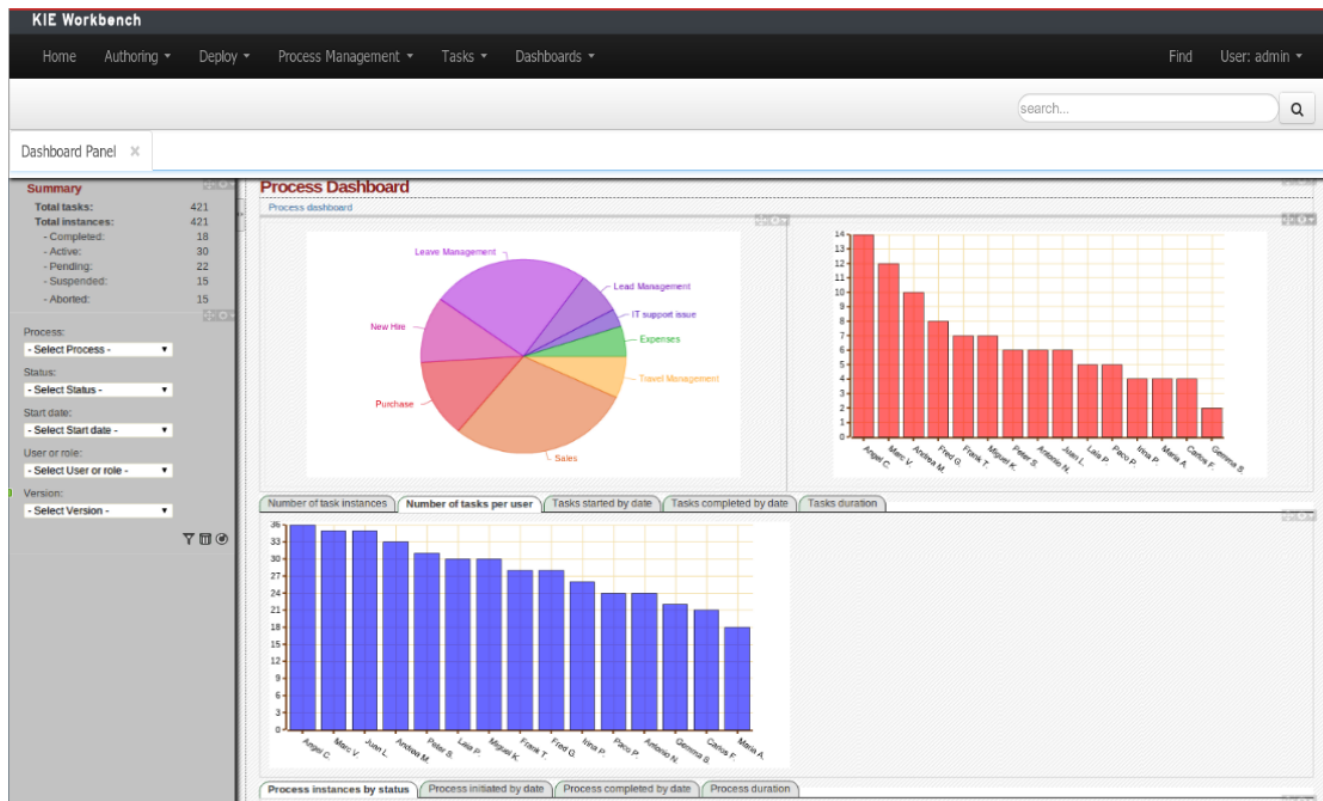 KIE Workbench
Home Authoring Deploy Process Management Tasks Dashboards Find User: admin
search...
Dashboard Panel ×
Summary
Total tasks: 421
Total instances: 421
- Completed: 18
- Active: 30
- Pending: 22
- Suspended: 15
- Aborted: 15
Process:
- Select Process -
Status:
- Select Status -
Start date:
- Select Start date -
User or role:
- Select User or role -
Version:
- Select Version -
Process Dashboard
Process dashboard
Leave Management
Lead Management
IT support issue
Expenses
Travel Management
New Hire
Purchase
Sales
14
13
12
11
10
9
8
7
6
5
4
3
2
1
0
Angel C. Marc V. Andrea M. Fred G. Frank T. Miguel K. Peter S. Antonio N. Juan L. Laia P. Paco P. Irina P. Maria A. Carlos F. Gemma S.
Number of task instances Number of tasks per user Tasks started by date Tasks completed by date Tasks duration
36
33
30
27
24
21
18
15
12
9
6
3
0
Angel C. Marc V. Juan L. Andrea M. Peter S. Laia P. Miguel K. Frank T. Fred G. Irina P. Paco P. Antonio N. Gemma S. Carlos F. Maria A.
Process instances by status Process initiated by date Process completed by date Process duration